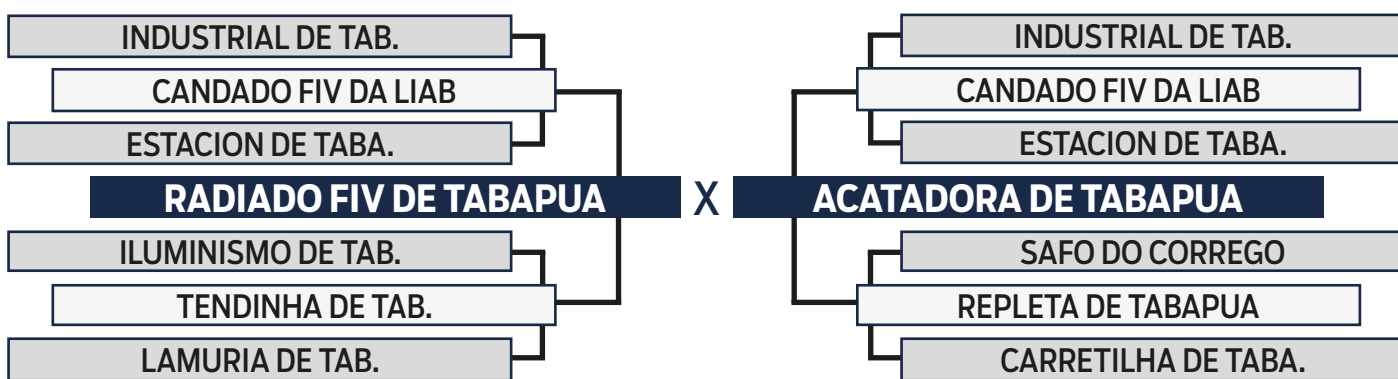 INDUSTRIAL DE TAB.
CANDADO FIV DA LIAB
ESTACION DE TABA.
RADIADO FIV DE TABAPUA
ILUMINISMO DE TAB.
TENDINHA DE TAB.
LAMURIA DE TAB.
X
INDUSTRIAL DE TAB.
CANDADO FIV DA LIAB
ESTACION DE TABA.
ACATADORA DE TABAPUA
SAFO DO CORREGO
REPLETA DE TABAPUA
CARRETILHA DE TABA.